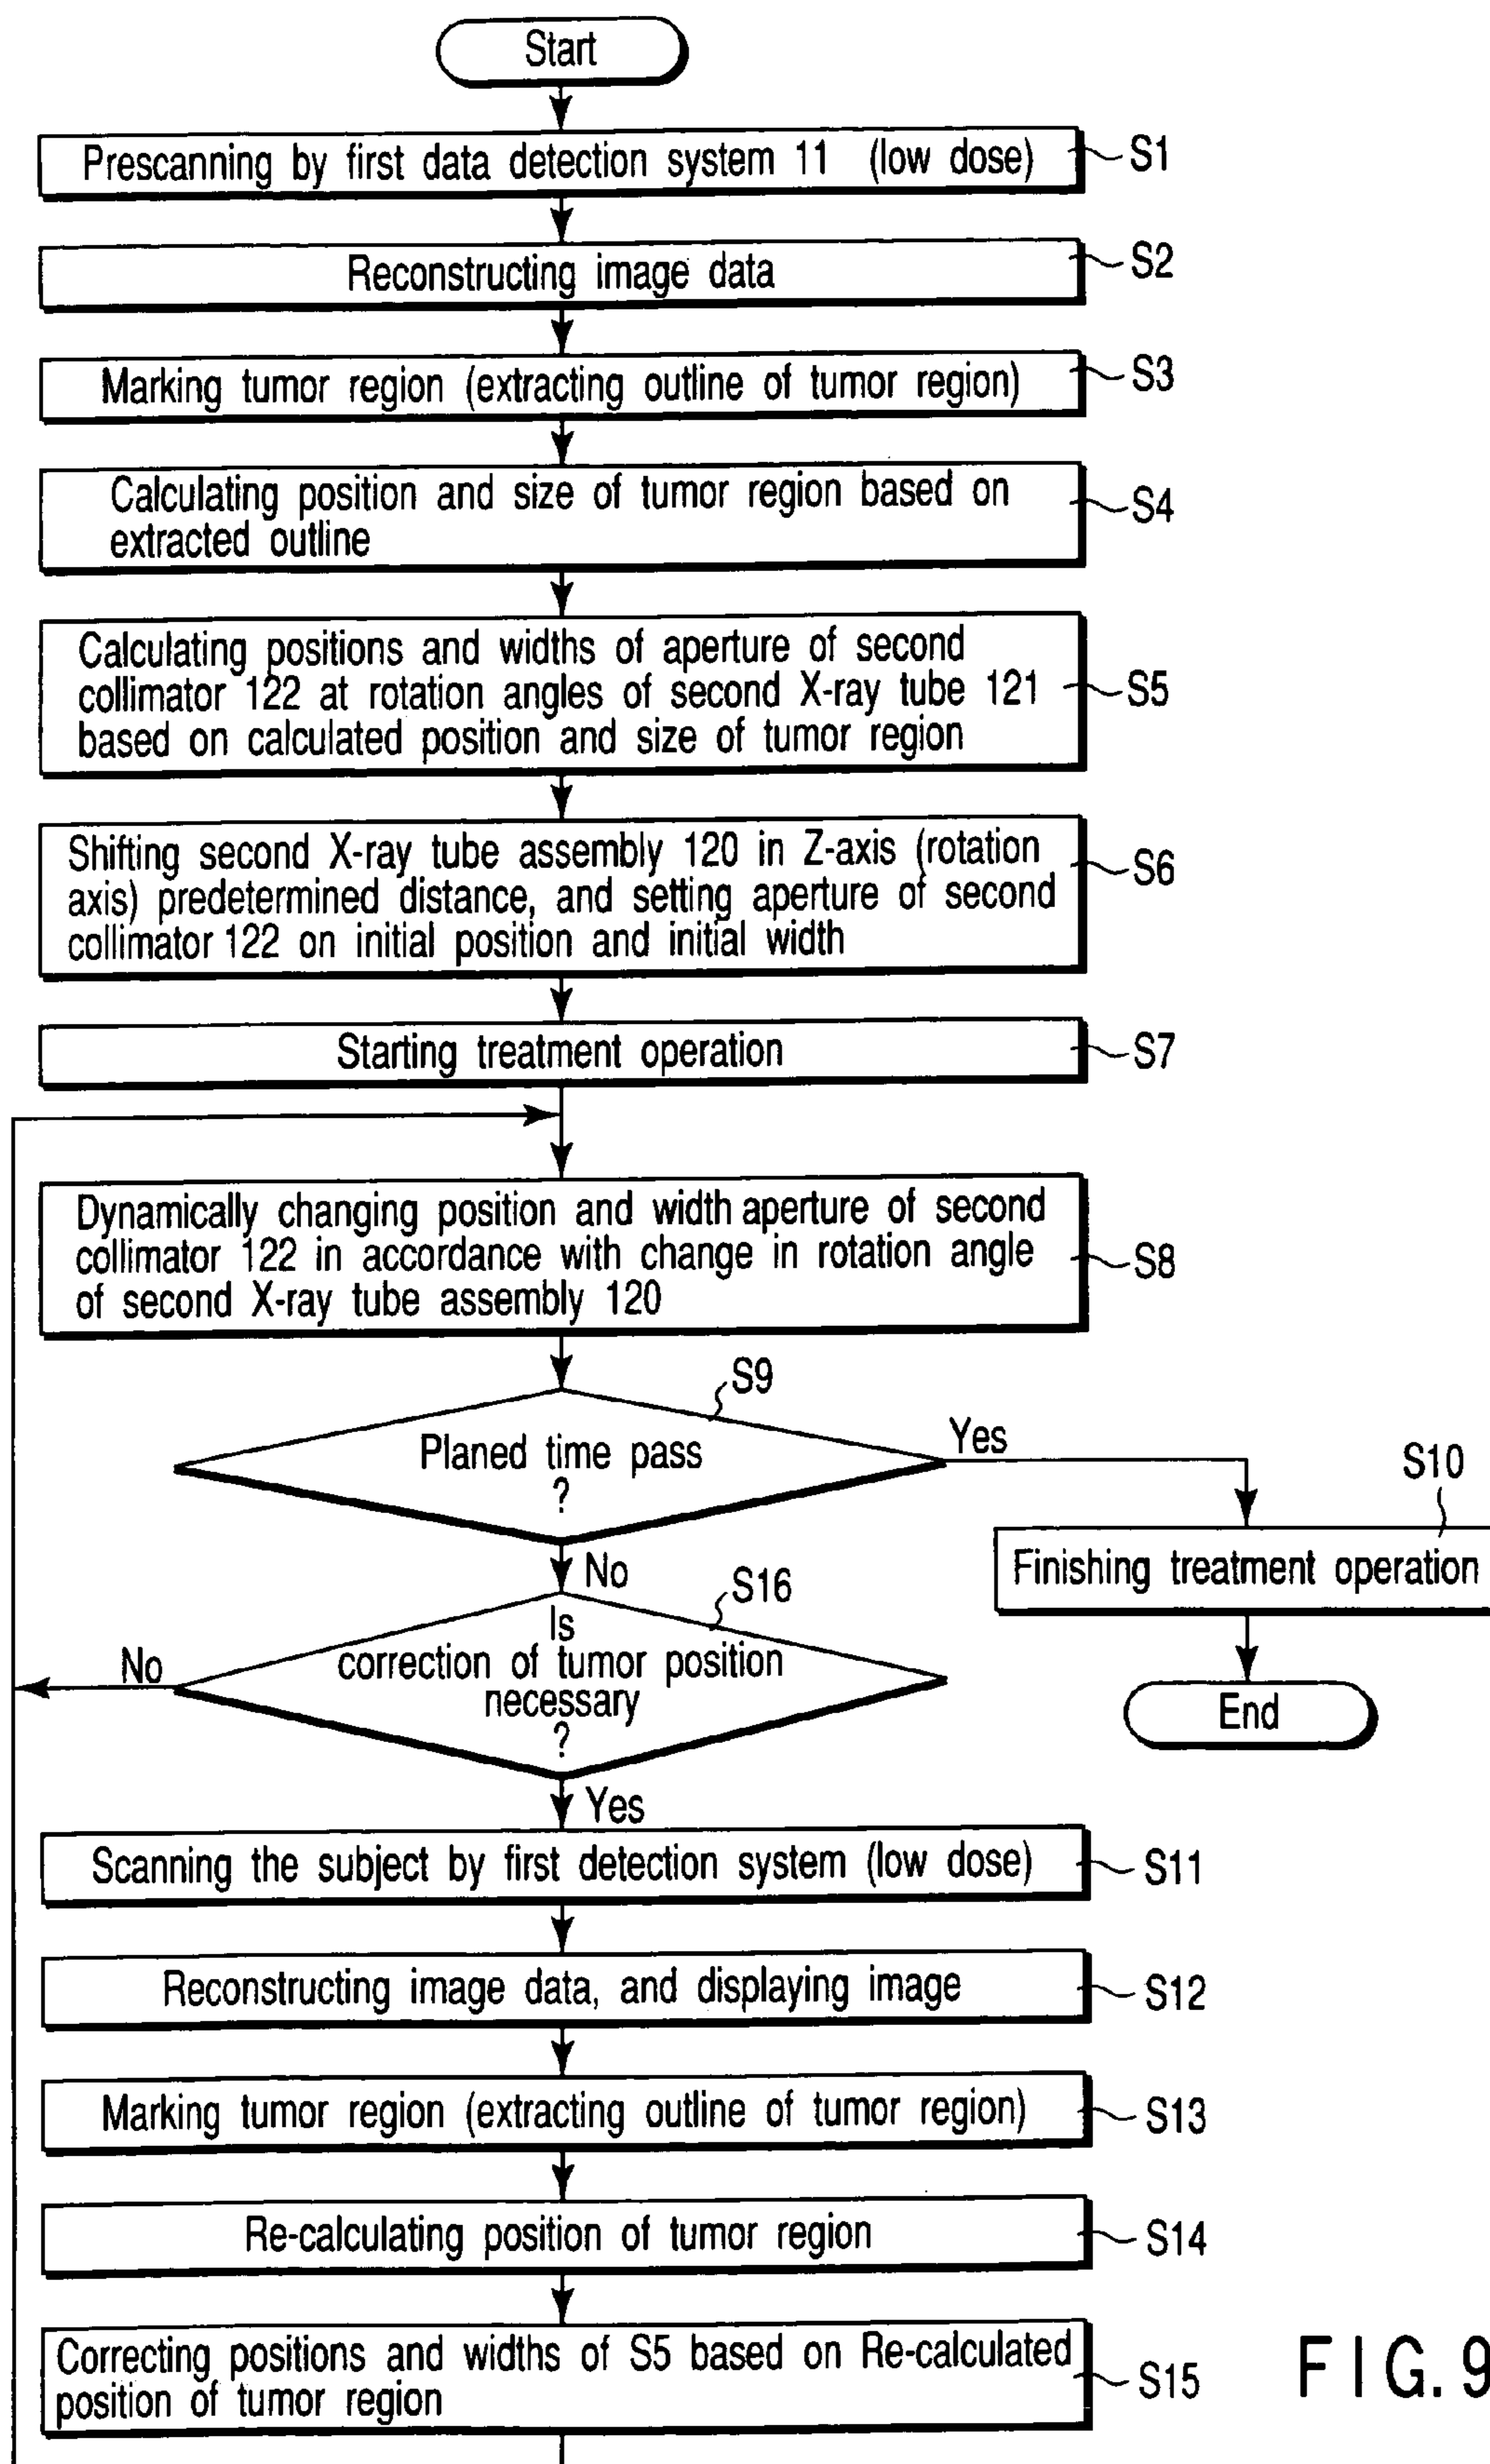 Start
Prescanning by first data detection system 11 (low dose)
S1
Reconstructing image data
S2
Marking tumor region (extracting outline of tumor region)
S3
Calculating position and size of tumor region based on
extracted outline
S4
Calculating positions and widths of aperture of second
collimator 122 at rotation angles of second X-ray tube 121
based on calculated position and size of tumor region
S5
Shifting second X-ray tube assembly 120 in Z-axis (rotation
axis) predetermined distance, and setting aperture of second
collimator 122 on initial position and initial width
S6
Starting treatment operation
S7
Dynamically changing position and width aperture of second
collimator 122 in accordance with change in rotation angle
of second X-ray tube assembly 120
S8
S9
Planed time pass
?
Yes
S10
Finishing treatment operation
End
No
S16
Is
correction of tumor position
necessary
?
No
Yes
Scanning the subject by first detection system (low dose)
S11
Reconstructing image data, and displaying image
S12
Marking tumor region (extracting outline of tumor region)
S13
Re-calculating position of tumor region
S14
Correcting positions and widths of S5 based on Re-calculated
position of tumor region
S15
FIG. 9